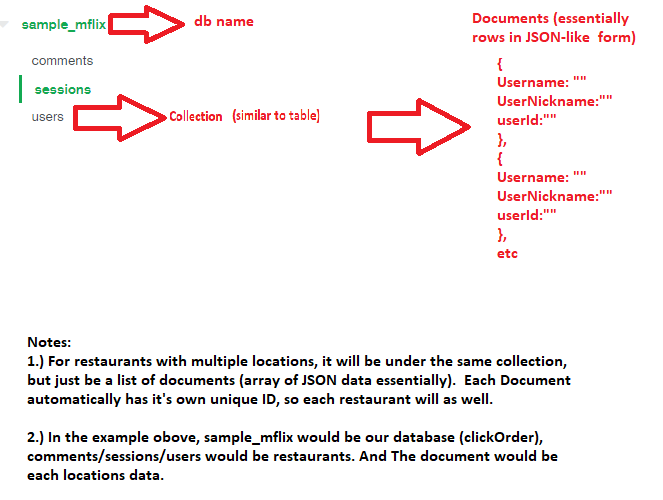 sample_mflix
db name
comments
sessions
users
Collection (similar to table)
Documents (essentially
rows in JSON-like form)
{
Username: ""
UserNickname:""
userId:""
},
{
Username: ""
UserNickname:""
userId:""
},
etc
Notes:
1.) For restaurants with multiple locations, it will be under the same collection,
but just be a list of documents (array of JSON data essentially). Each Document
automatically has it's own unique ID, so each restaurant will as well.
2.) In the example obove, sample_mflix would be our database (clickOrder),
comments/sessions/users would be restaurants. And The document would be
each locations data.